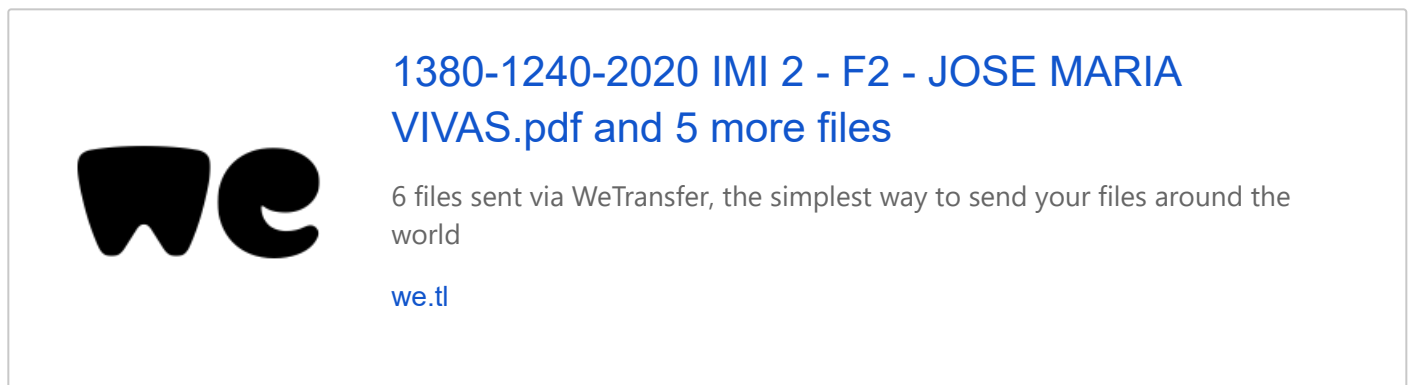 we
1380-1240-2020 IMI 2 - F2 - JOSE MARIA
VIVAS.pdf and 5 more files
6 files sent via WeTransfer, the simplest way to send your files around the
world
we.tl